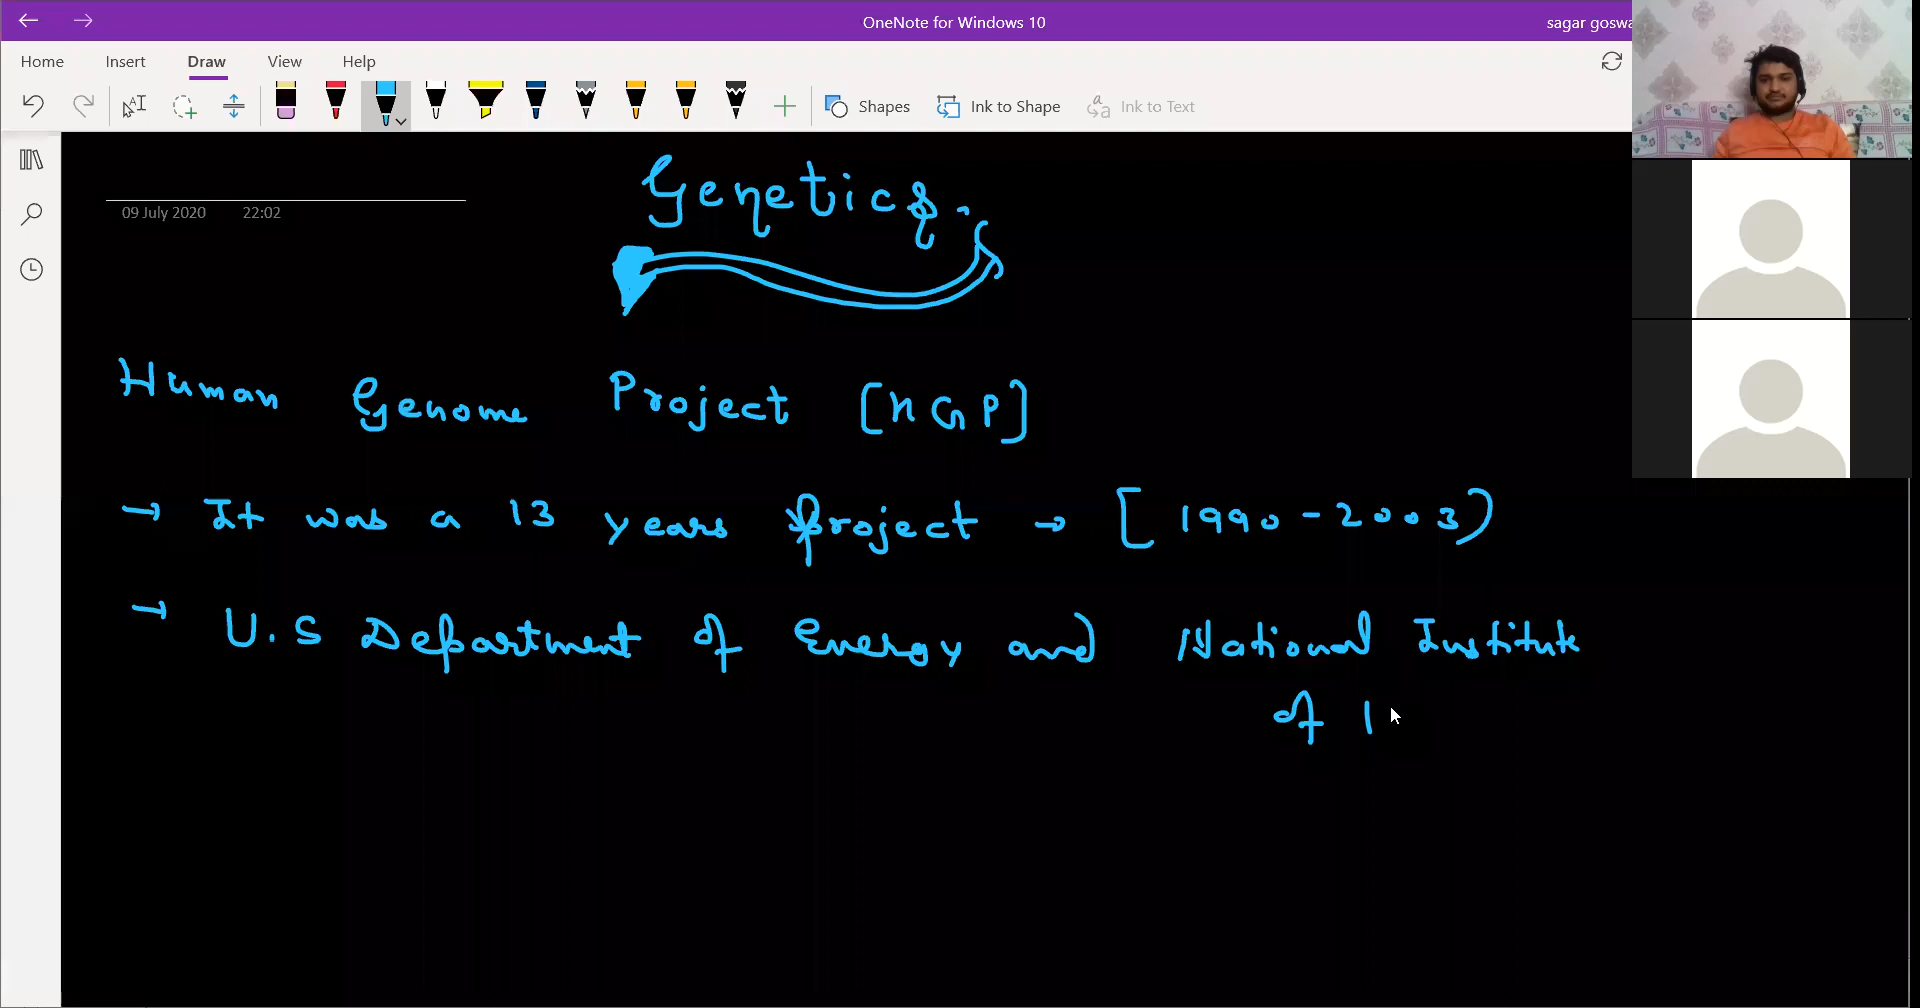 OneNote for Windows 10
sagar goswa
Home Insert Draw View Help
Shapes Ink to Shape Ink to Text
Genetics.
09 July 2020 22:02
Human Genome Project [HGP]
→ It was a 13 years project → [1990-2003)
→ U.S Department of Energy and National Institute
of